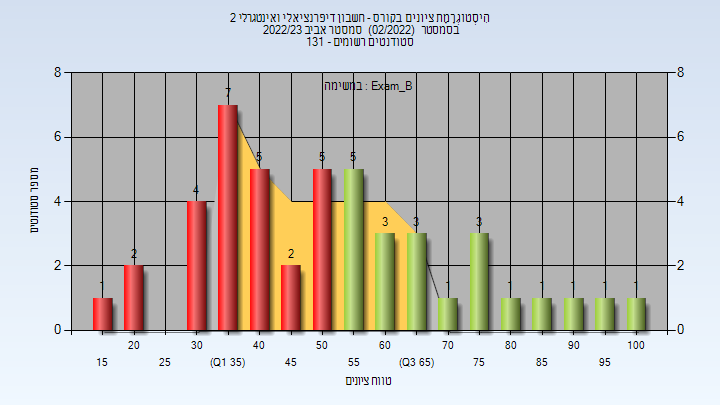 היסטוגרמת ציונים בקורס - חשבון דיפרנציאלי ואינטגרלי 2
בסמסטר (02/2022) סמסטר אביב 2022/23
סטודנטים רשומים - 131
במשימה : Exam_B
8 8
7
6 6
5 5 5
4
4 4
3 3 3
2 2
2 2
1 1 1 1 1 1 1
0 0
מספר סטודנטים
20 30 40 50 60 70 80 90 100
15 25 (Q1 35) 45 55 (Q3 65) 75 85 95
טווח ציונים